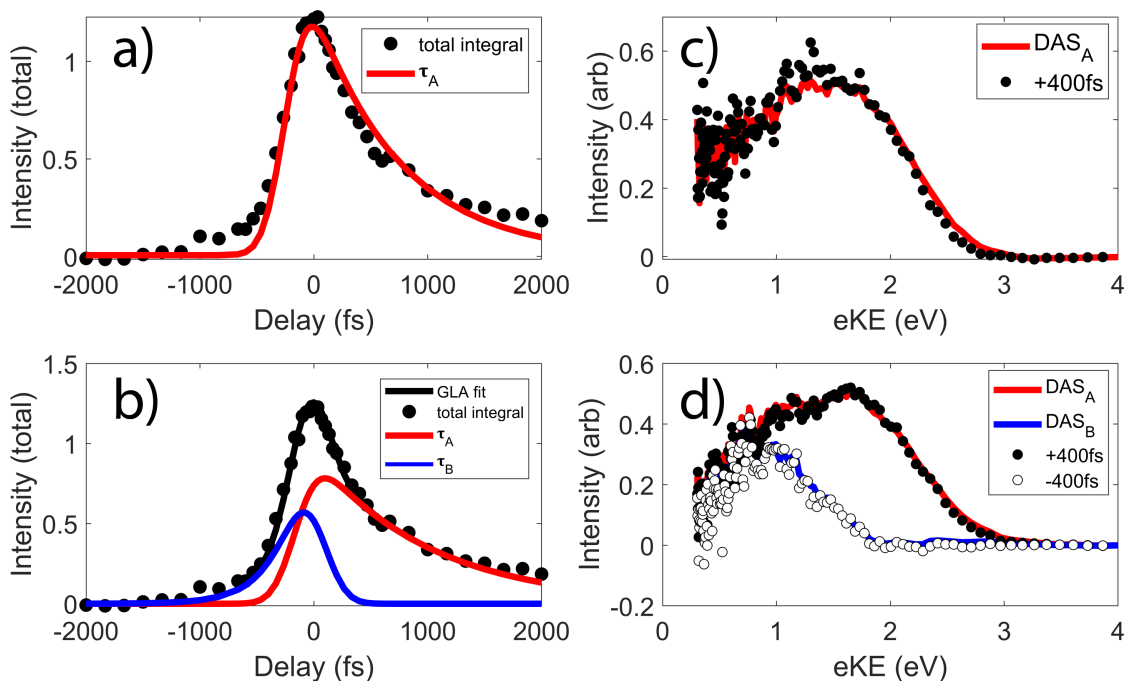 a)
Intensity (total)
1
0
total integral
τA
-2000
-1000
0
1000
2000
Delay (fs)
c)
Intensity (arb)
0.6
0.4
0.2
0
DASA
+400fs
0
1
2
3
4
eKE (eV)
b)
Intensity (total)
1.5
1
0.5
0
GLA fit
total integral
τA
τB
-2000
-1000
0
1000
2000
Delay (fs)
d)
Intensity (arb)
0.6
0.4
0.2
0
-0.2
DASA
DASB
+400fs
-400fs
0
1
2
3
4
eKE (eV)